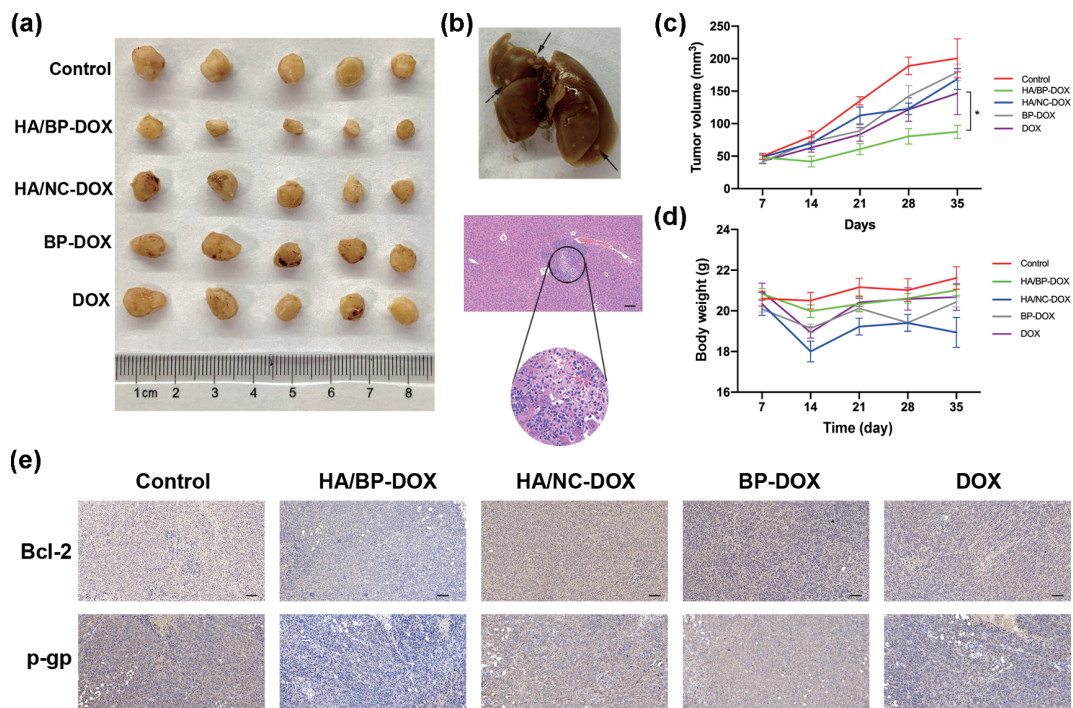 (a)
Control
HA/BP-DOX
HA/NC-DOX
BP-DOX
DOX
1 cm 2 3 4 5 6 7 8
(b)
(c)
Tumor volume (mm³)
250
200
150
100
50
0
7 14 21 28 35
Days
*
Control
HA/BP-DOX
HA/NC-DOX
BP-DOX
DOX
(d)
Body weight (g)
24
22
20
18
16
7 14 21 28 35
Time (day)
Control
HA/BP-DOX
HA/NC-DOX
BP-DOX
DOX
(e)
Control HA/BP-DOX HA/NC-DOX BP-DOX DOX
Bcl-2
p-gp